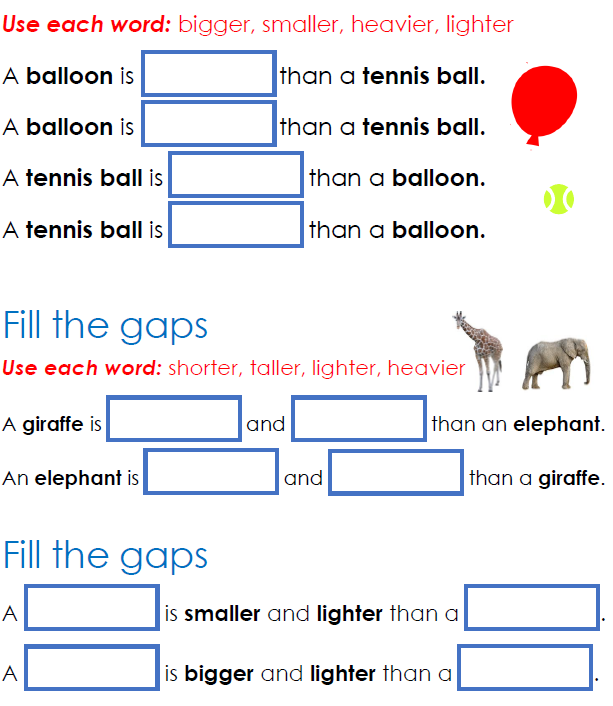 Use each word: bigger, smaller, heavier, lighter
A balloon is than a tennis ball.
A balloon is than a tennis ball.
A tennis ball is than a balloon.
A tennis ball is than a balloon.
Fill the gaps
Use each word: shorter, taller, lighter, heavier
A giraffe is and than an elephant.
An elephant is and than a giraffe.
Fill the gaps
A is smaller and lighter than a .
A is bigger and lighter than a .